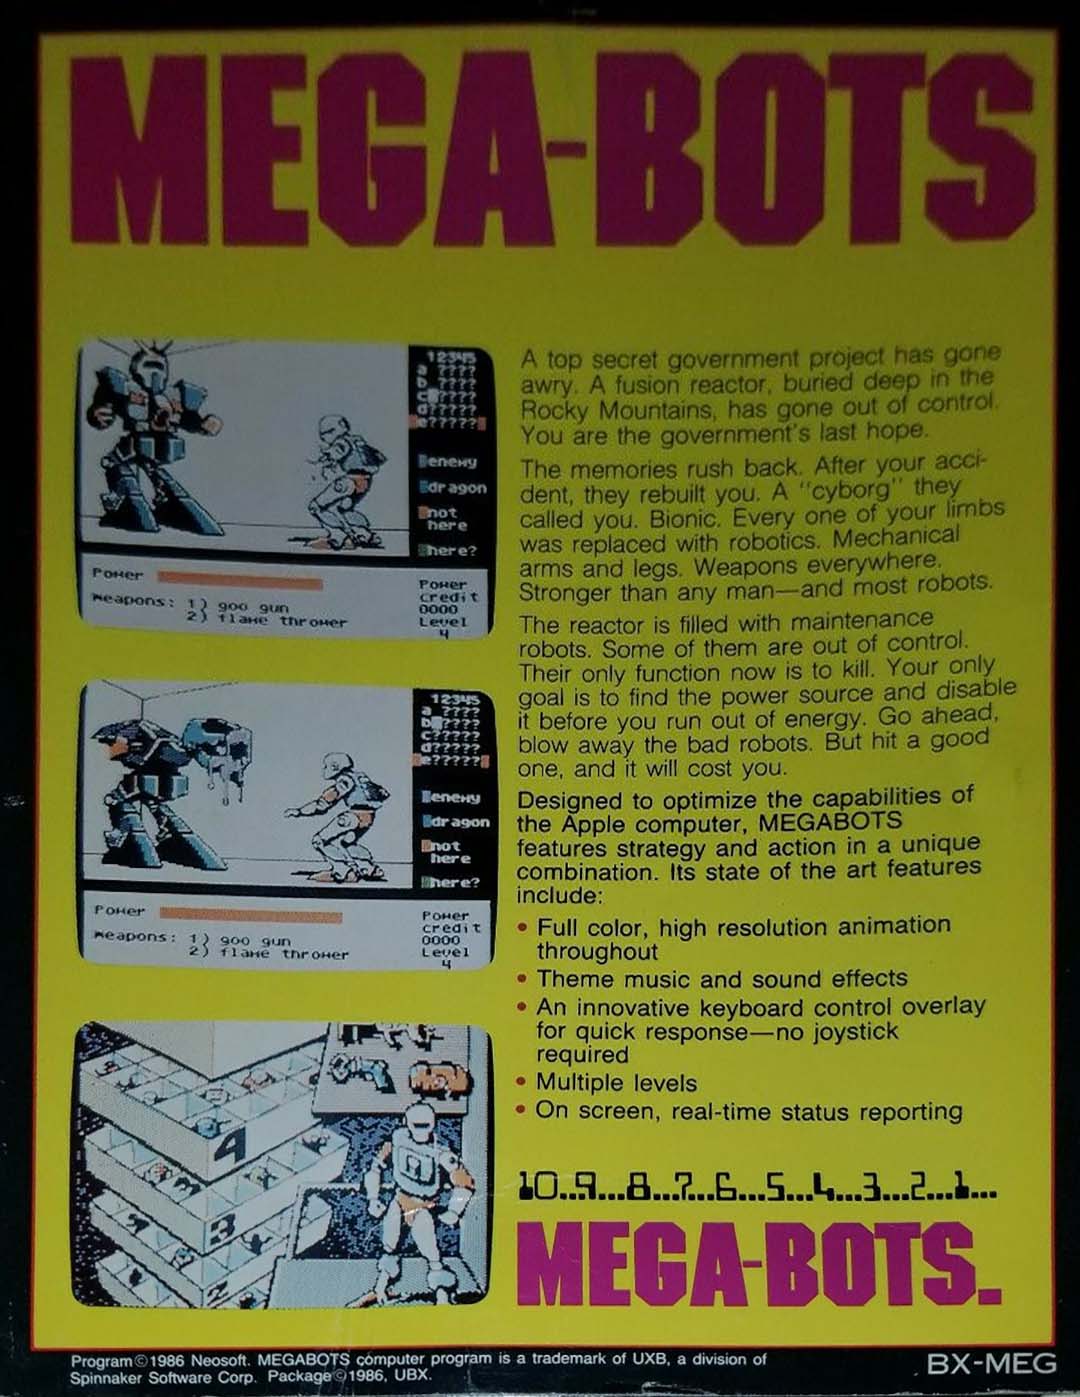 MEGA-BOTS
12345
a ????
b ????
c ????
d?????
e?????
enemy
dragon
not
here
here?
Power
Weapons: 1) goo gun
2) flame thrower
Power
Credit
0000
Level
4
12345
a ????
b ????
c?????
d?????
e?????
enemy
dragon
not
here
here?
Power
Weapons: 1) goo gun
2) flame thrower
Power
Credit
0000
Level
4
4
3
2
A top secret government project has gone
awry. A fusion reactor, buried deep in the
Rocky Mountains, has gone out of control.
You are the government's last hope.
The memories rush back. After your acci-
dent, they rebuilt you. A "cyborg" they
called you. Bionic. Every one of your limbs
was replaced with robotics. Mechanical
arms and legs. Weapons everywhere.
Stronger than any man—and most robots.
The reactor is filled with maintenance
robots. Some of them are out of control.
Their only function now is to kill. Your only
goal is to find the power source and disable
it before you run out of energy. Go ahead,
blow away the bad robots. But hit a good
one, and it will cost you.
Designed to optimize the capabilities of
the Apple computer, MEGABOTS
features strategy and action in a unique
combination. Its state of the art features
include:
• Full color, high resolution animation
throughout
• Theme music and sound effects
• An innovative keyboard control overlay
for quick response—no joystick
required
• Multiple levels
• On screen, real-time status reporting
10...9...8...7...6...5...4...3...2...1...
MEGA-BOTS.
Program©1986 Neosoft. MEGABOTS computer program is a trademark of UXB, a division of
Spinnaker Software Corp. Package©1986, UBX.
BX-MEG